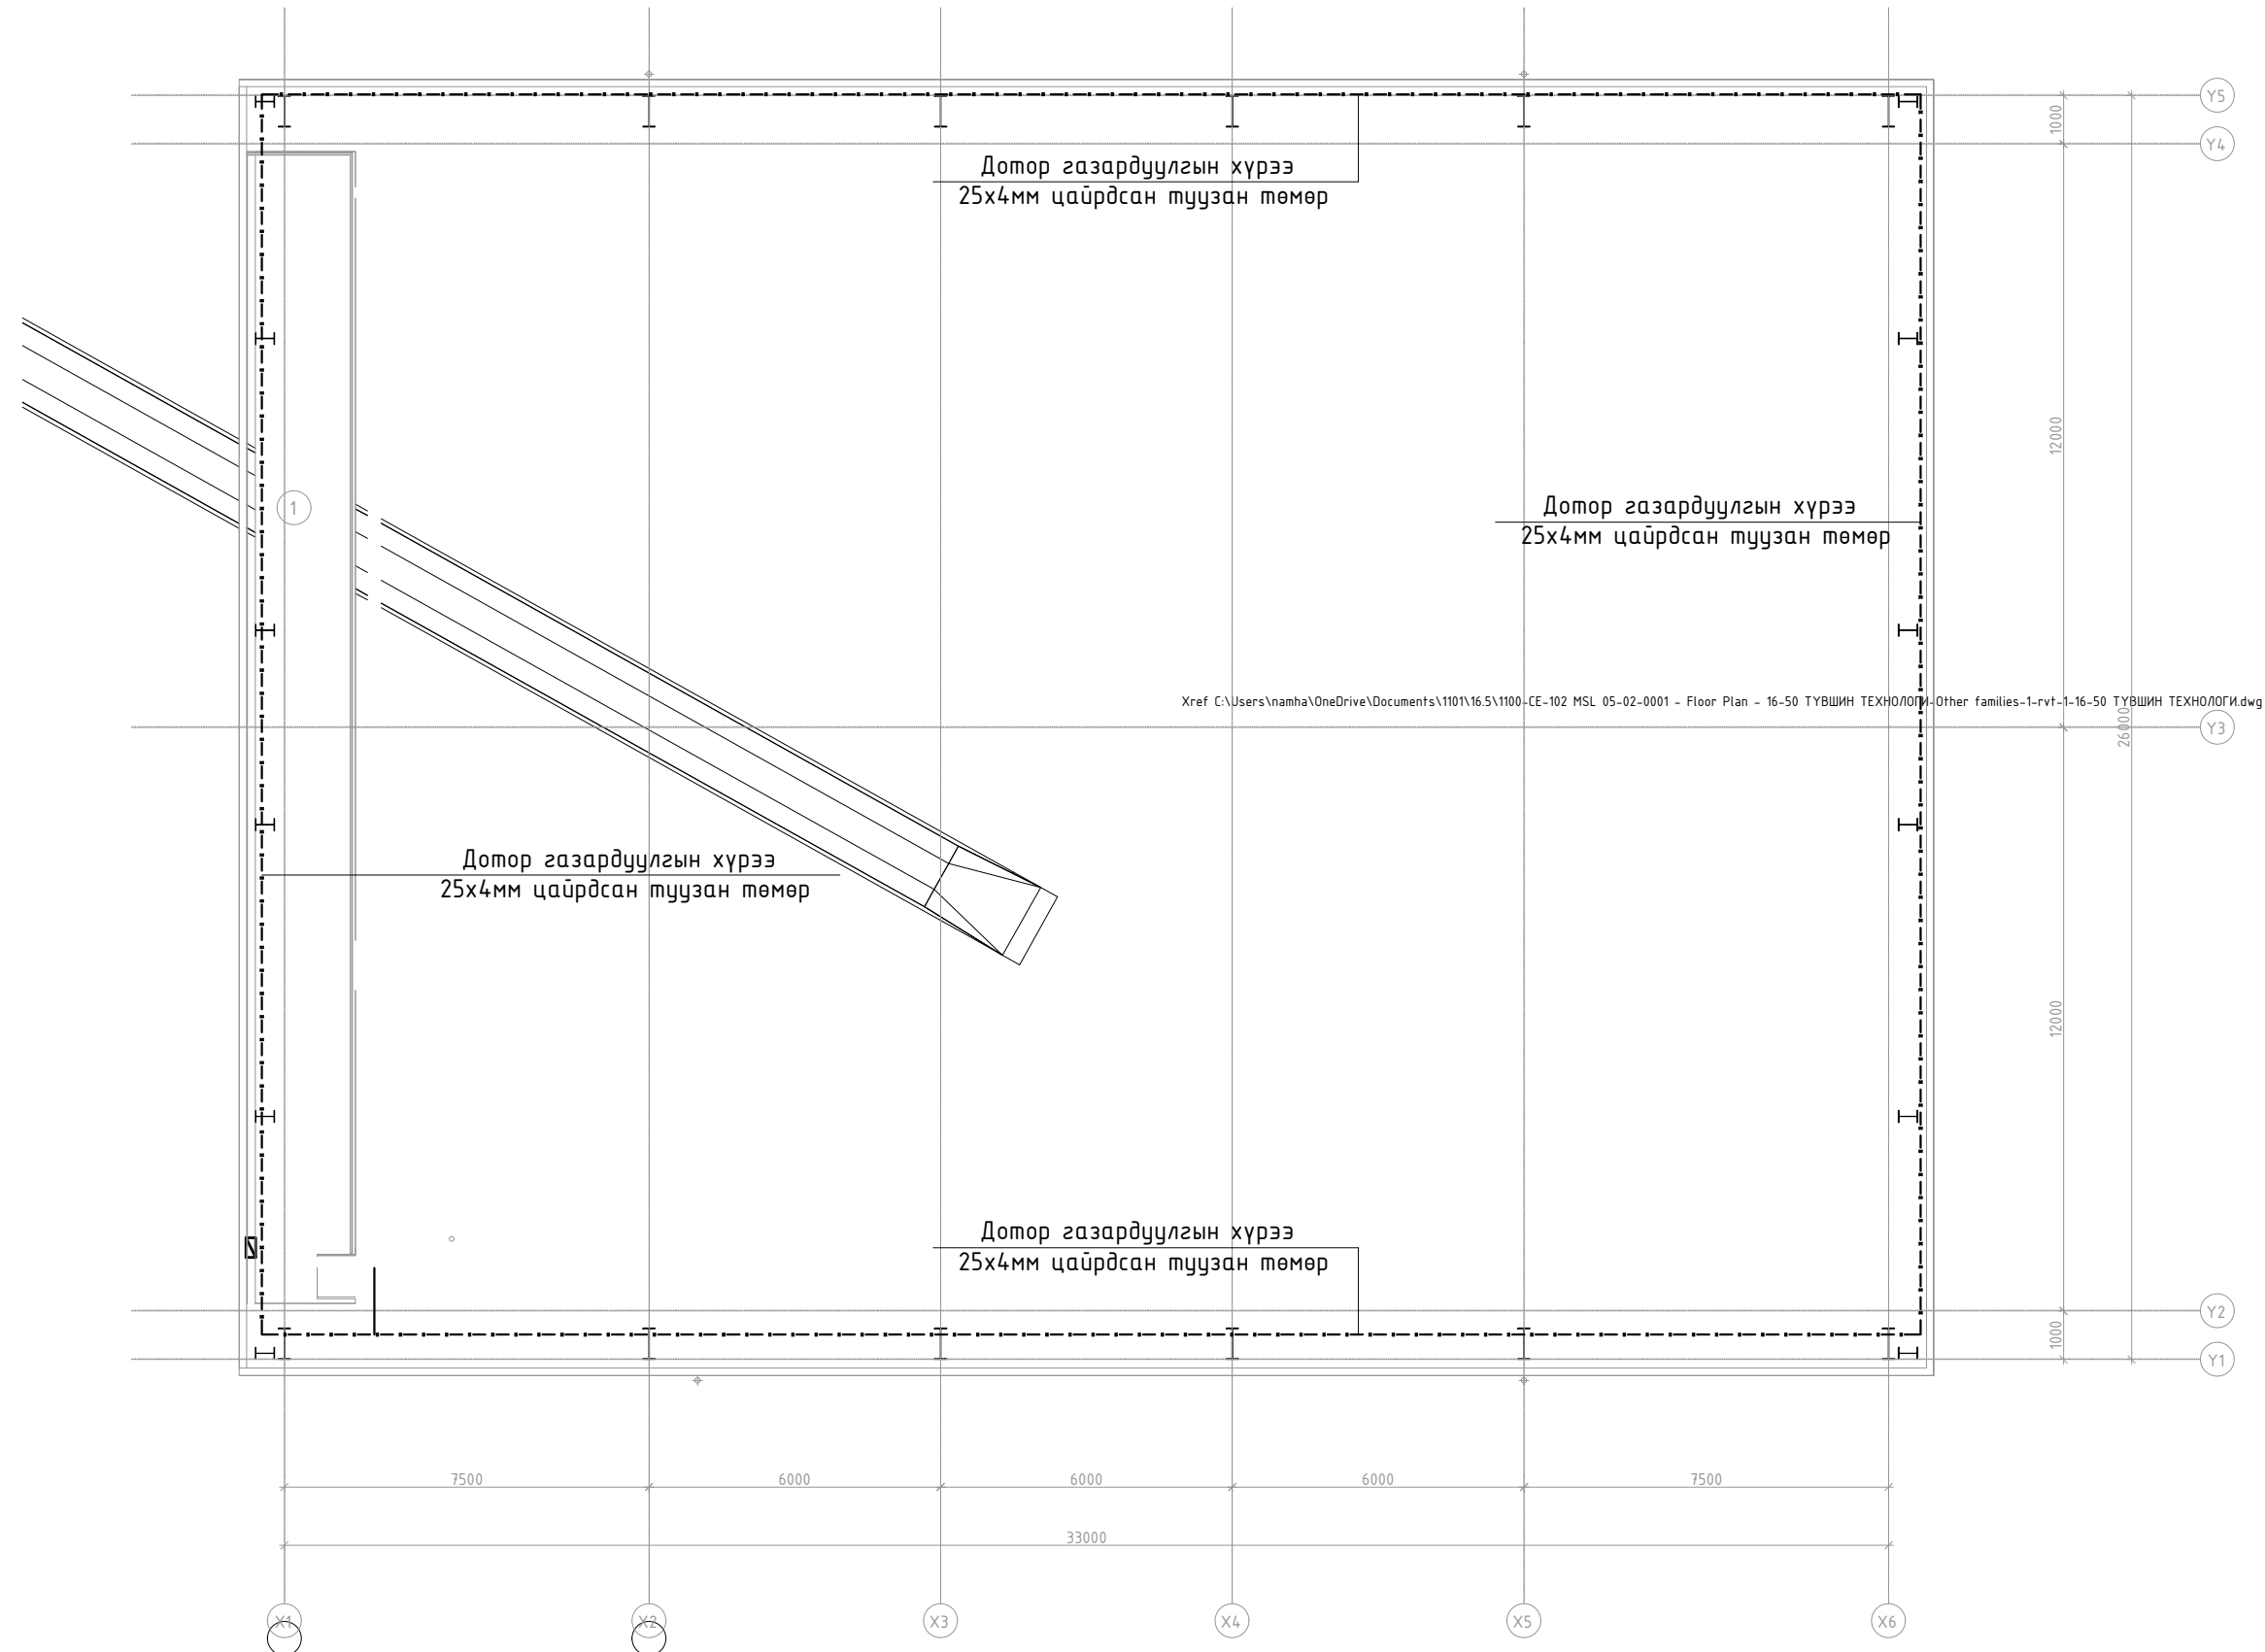 Y5
1000
Y4
Дотор газардуулгын хүрээ
25х4мм цайрдсан туузан төмөр
12000
1
Дотор газардуулгын хүрээ
25х4мм цайрдсан туузан төмөр
Xref C:\Users\namha\OneDrive\Documents\1101\16.5\1100-CE-102 MSL 05-02-0001 - Floor Plan - 16-50 ТҮВШИН ТЕХНОЛОГИ-Other families-1-rvt-1-16-50 ТҮВШИН ТЕХНОЛОГИ.dwg
26000
Y3
Дотор газардуулгын хүрээ
25х4мм цайрдсан туузан төмөр
12000
Дотор газардуулгын хүрээ
25х4мм цайрдсан туузан төмөр
Y2
1000
Y1
7500
6000
6000
6000
7500
33000
X1
X2
X3
X4
X5
X6